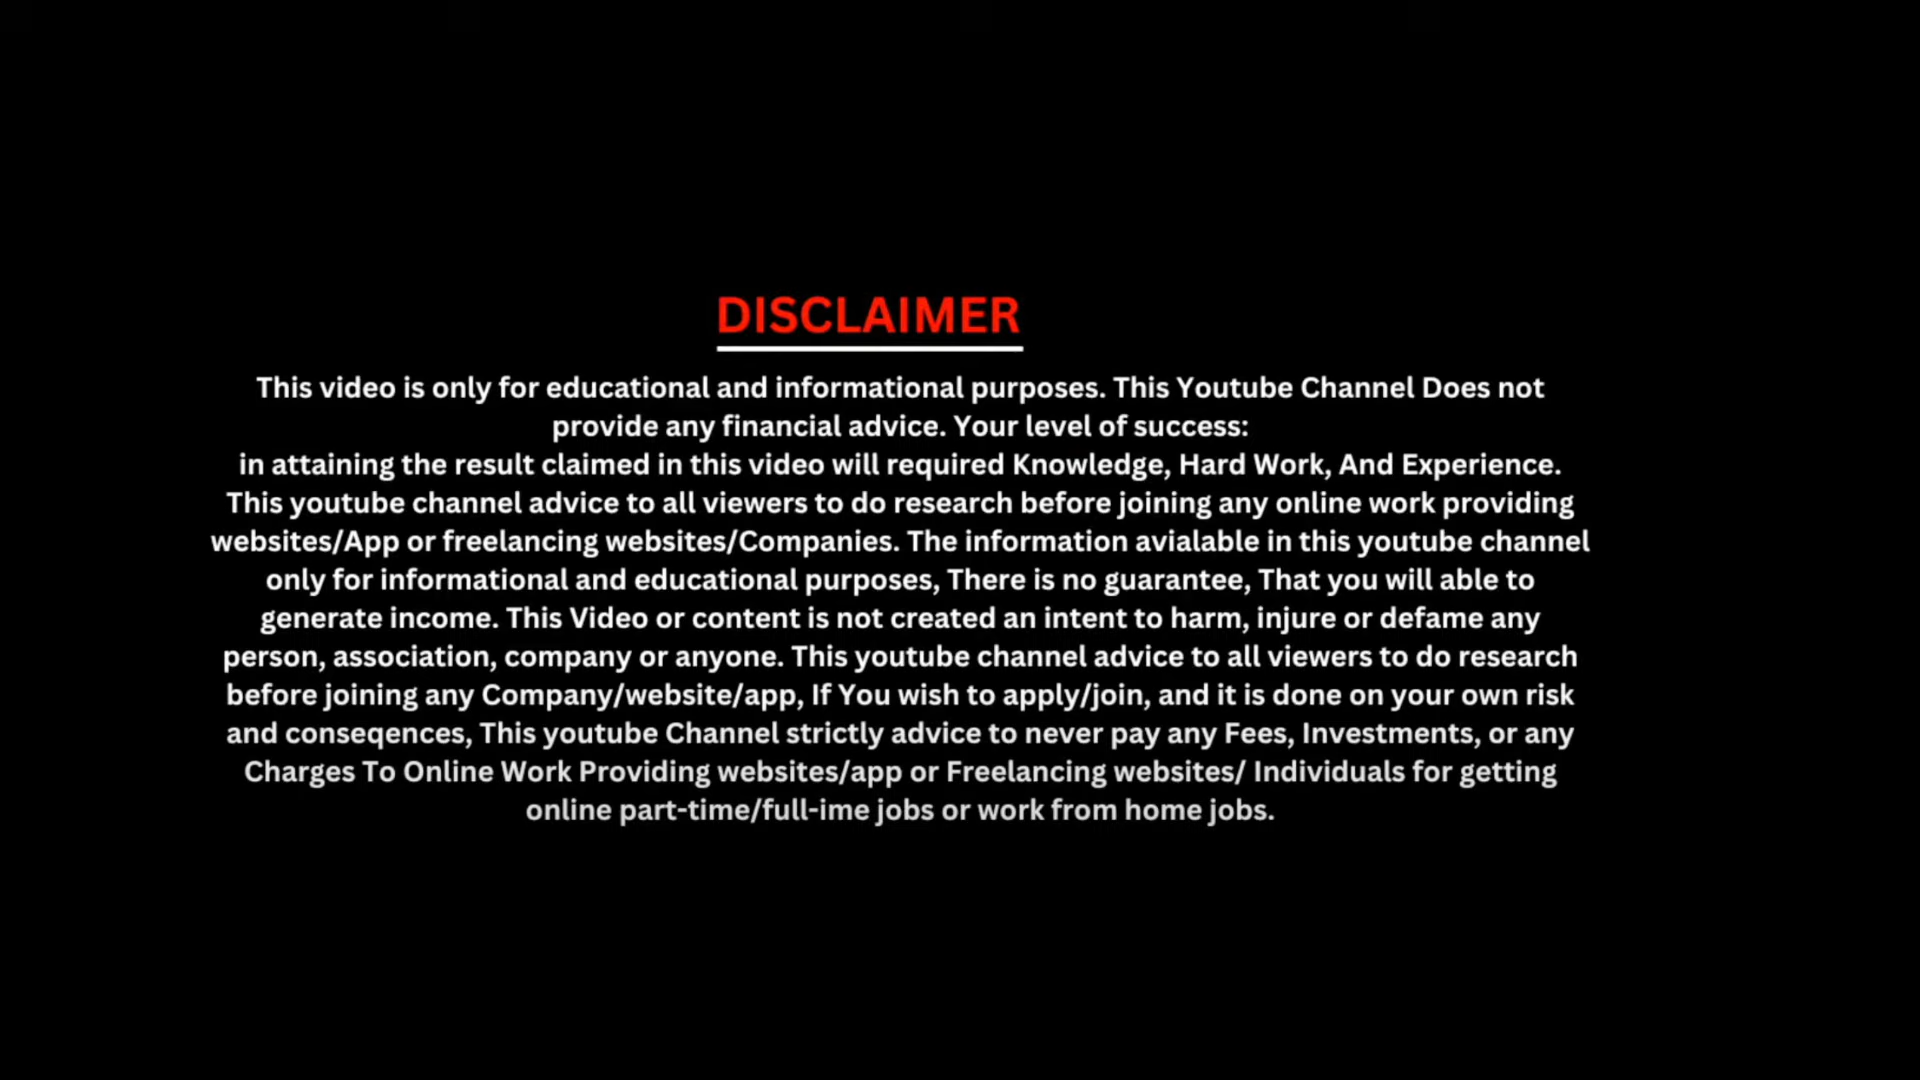 DISCLAIMER
This video is only for educational and informational purposes. This Youtube Channel Does not
provide any financial advice. Your level of success:
in attaining the result claimed in this video will required Knowledge, Hard Work, And Experience.
This youtube channel advice to all viewers to do research before joining any online work providing
websites/App or freelancing websites/Companies. The information avialable in this youtube channel
only for informational and educational purposes, There is no guarantee, That you will able to
generate income. This Video or content is not created an intent to harm, injure or defame any
person, association, company or anyone. This youtube channel advice to all viewers to do research
before joining any Company/website/app, If You wish to apply/join, and it is done on your own risk
and conseqences, This youtube Channel strictly advice to never pay any Fees, Investments, or any
Charges To Online Work Providing websites/app or Freelancing websites/ Individuals for getting
online part-time/full-ime jobs or work from home jobs.